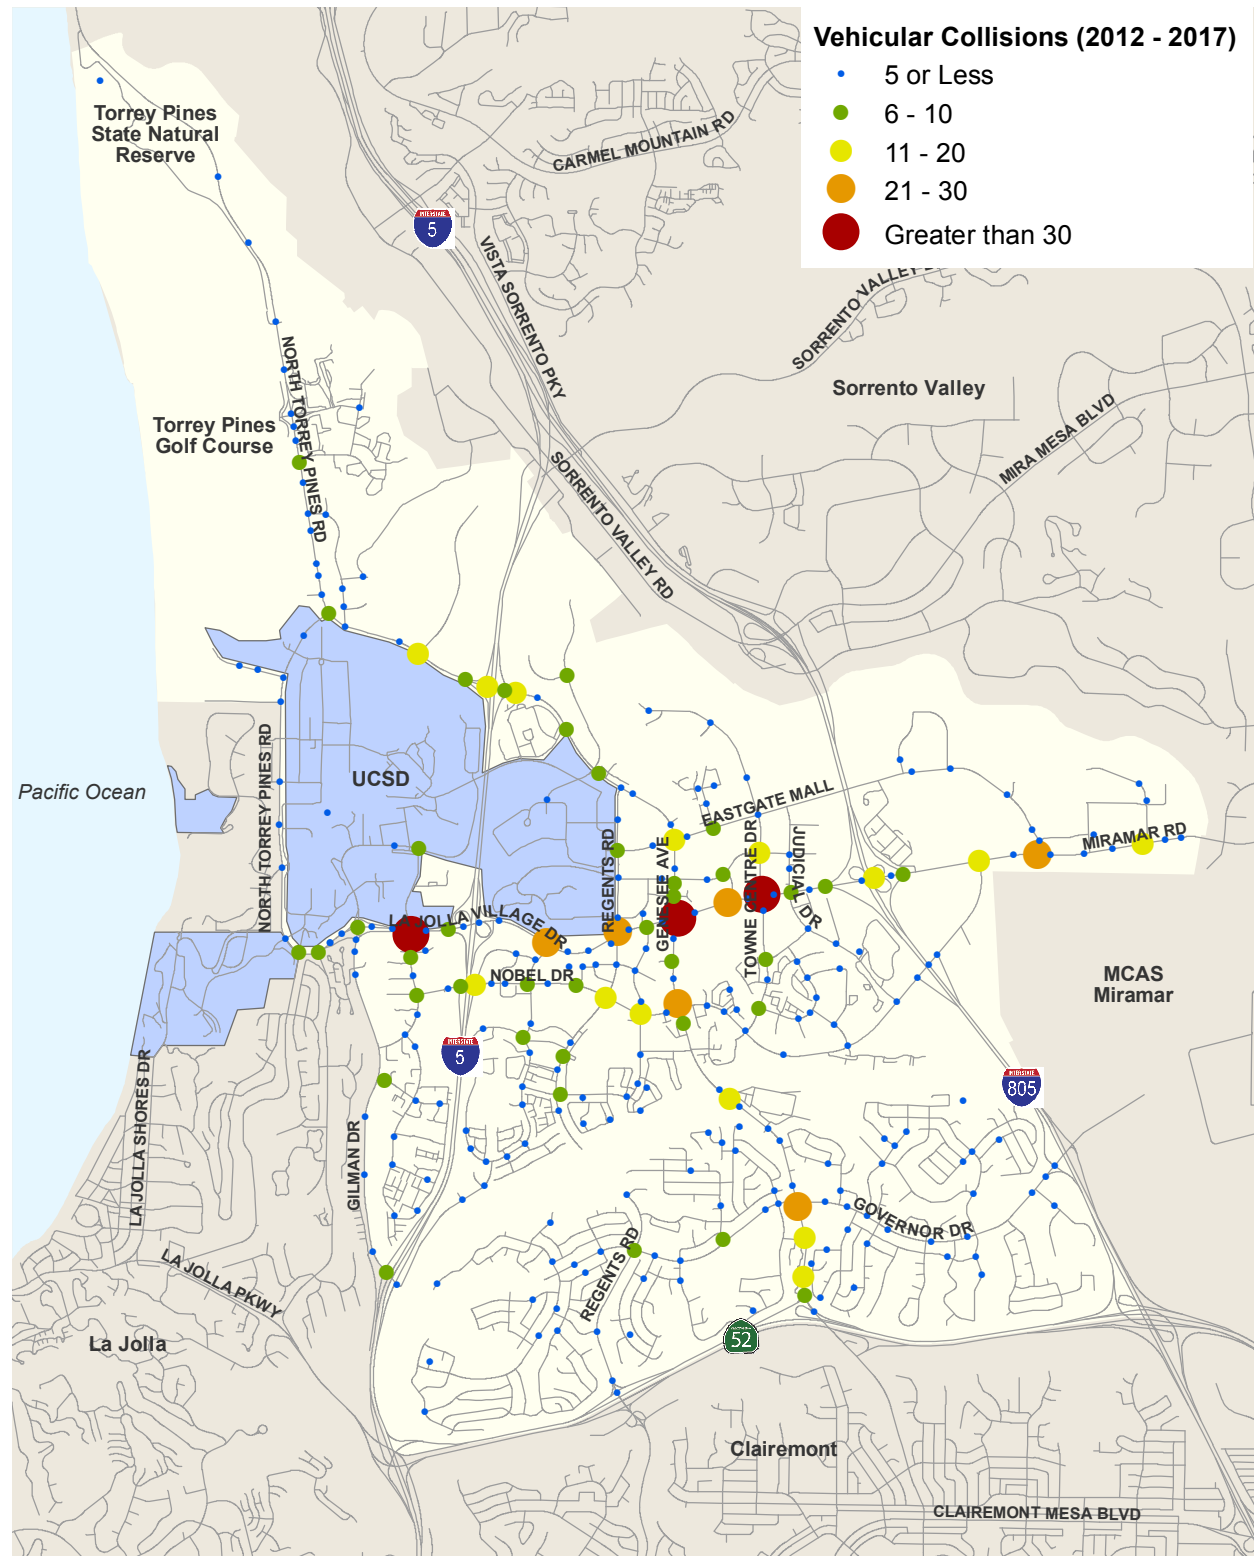 Vehicular Collisions (2012 - 2017)
5 or Less
6 - 10
11 - 20
21 - 30
Greater than 30
Torrey Pines
State Natural
Reserve
CARMEL MOUNTAIN RD
INTERSTATE
5
VISTA SORRENTO PKY
SORRENTO VALLEY
Sorrento Valley
NORTH TORREY PINES RD
Torrey Pines
Golf Course
MIRA MESA BLVD
SORRENTO VALLEY RD
NORTH TORREY PINES RD
UCSD
Pacific Ocean
EASTGATE MALL
REGENTS RD
GENESEE AVE
TOWNE CENTRE DR
JUDICIAL DR
MIRAMAR RD
LA JOLLA VILLAGE DR
NOBEL DR
MCAS
Miramar
INTERSTATE
5
INTERSTATE
805
LA JOLLA SHORES DR
GILMAN DR
GOVERNOR DR
REGENTS RD
LA JOLLA PKWY
La Jolla
52
Clairemont
CLAIREMONT MESA BLVD